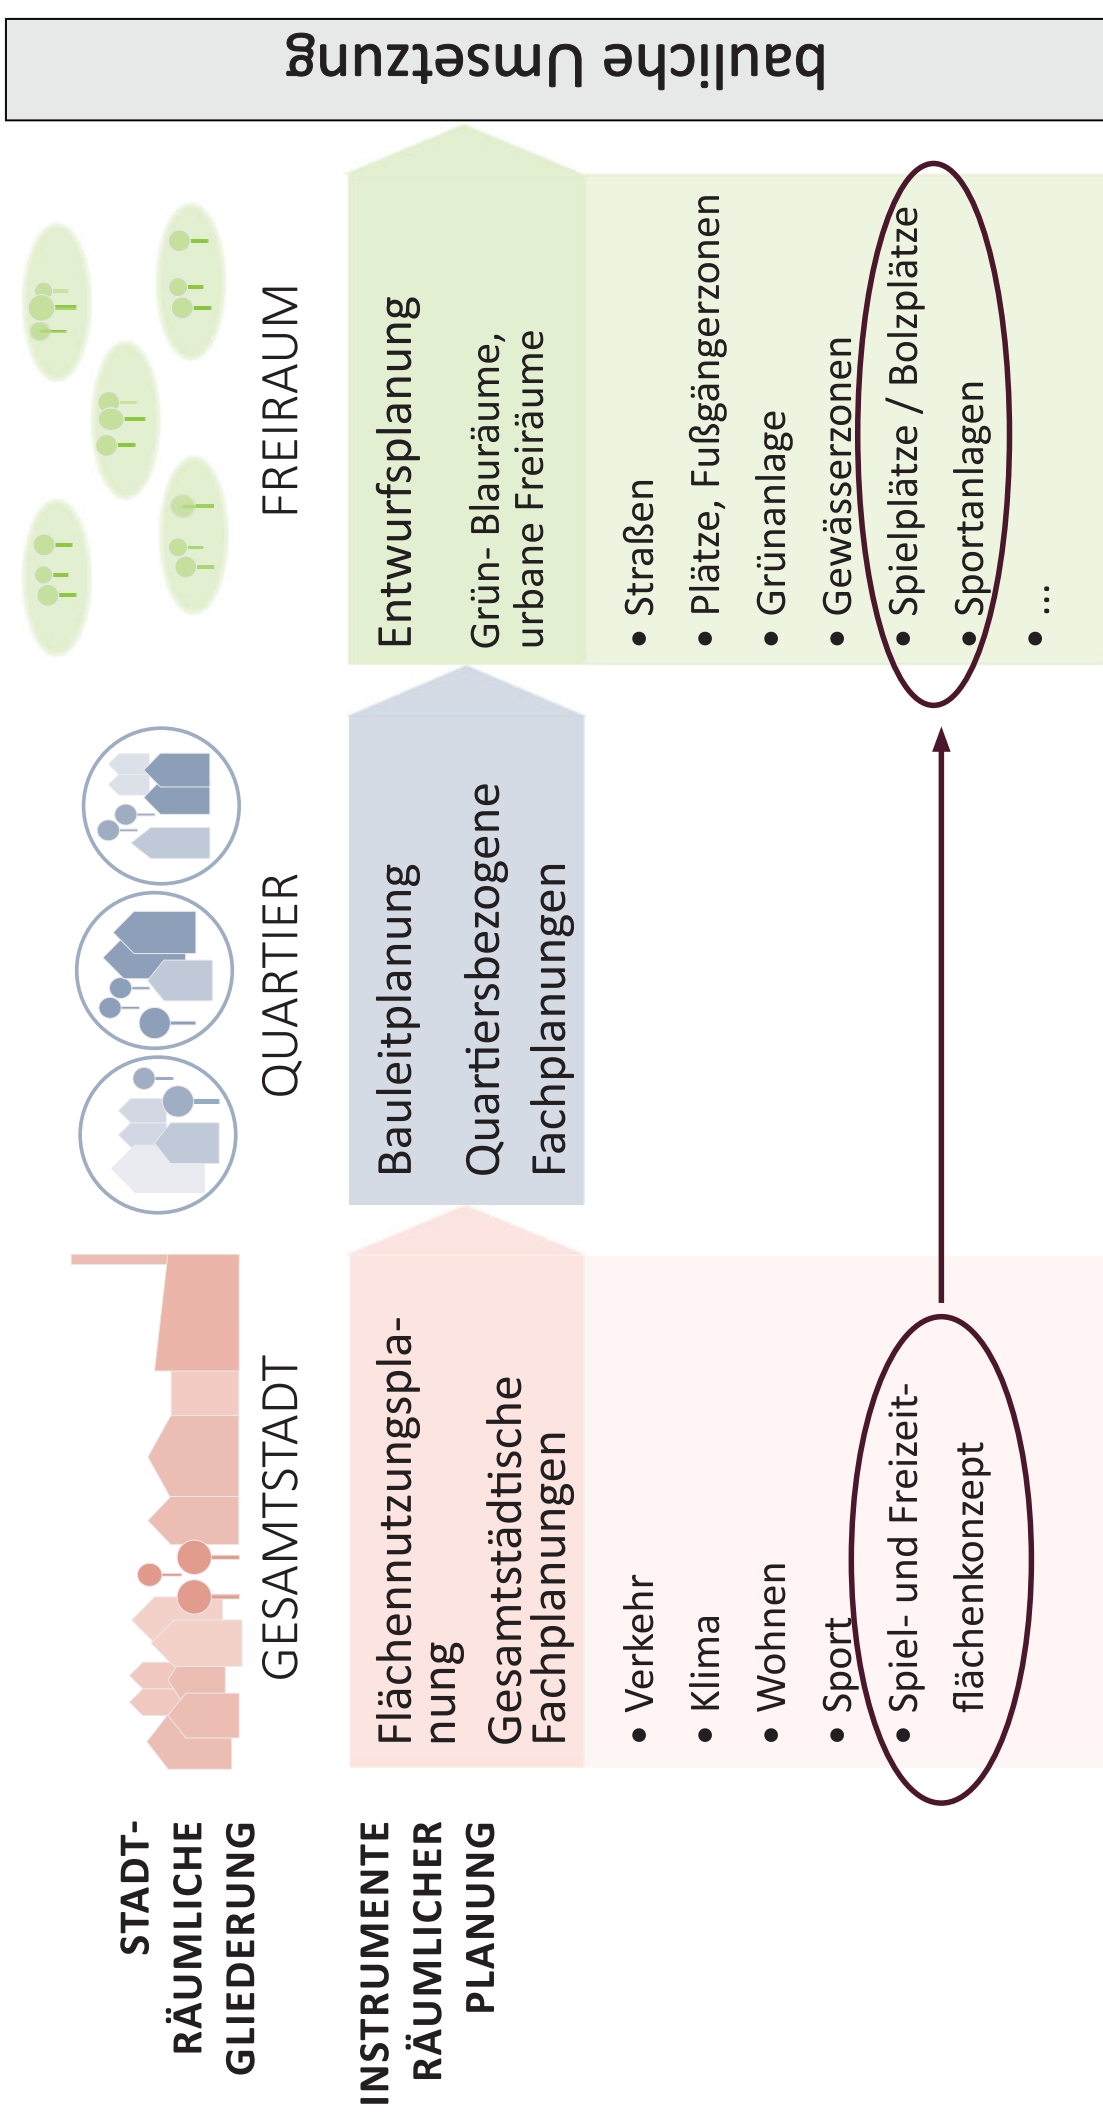 STADT-
RÄUMLICHE
GLIEDERUNG
GESAMTSTADT
QUARTIER
FREIRAUM
INSTRUMENTE
RÄUMLICHER
PLANUNG
Flächennutzungspla-
nung
Gesamtstädtische
Fachplanungen
• Verkehr
• Klima
• Wohnen
• Sport
• Spiel- und Freizeit-
flächenkonzept
Bauleitplanung
Quartiersbezogene
Fachplanungen
Entwurfsplanung
Grün- Blauräume,
urbane Freiräume
• Straßen
• Plätze, Fußgängerzonen
• Grünanlage
• Gewässerzonen
• Spielplätze / Bolzplätze
• Sportanlagen
• ...
bauliche Umsetzung